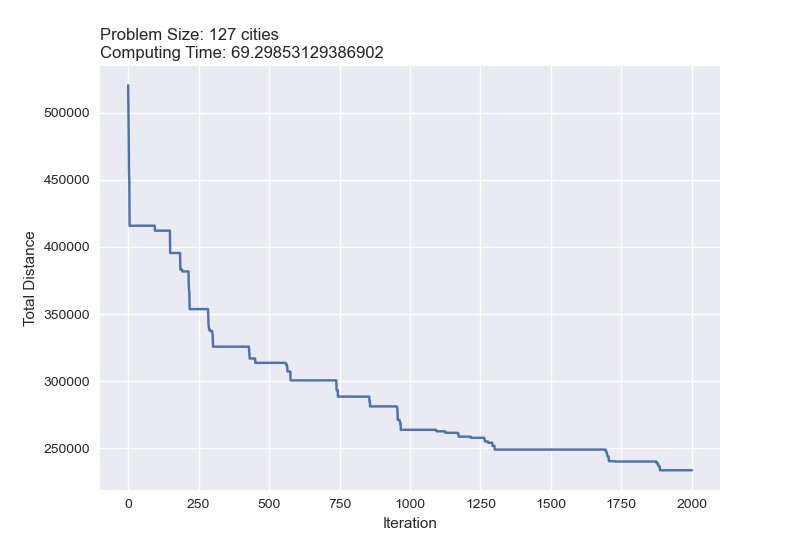 Problem Size: 127 cities
Computing Time: 69.29853129386902
500000
450000
400000
350000
300000
250000
Total Distance
0 250 500 750 1000 1250 1500 1750 2000
Iteration